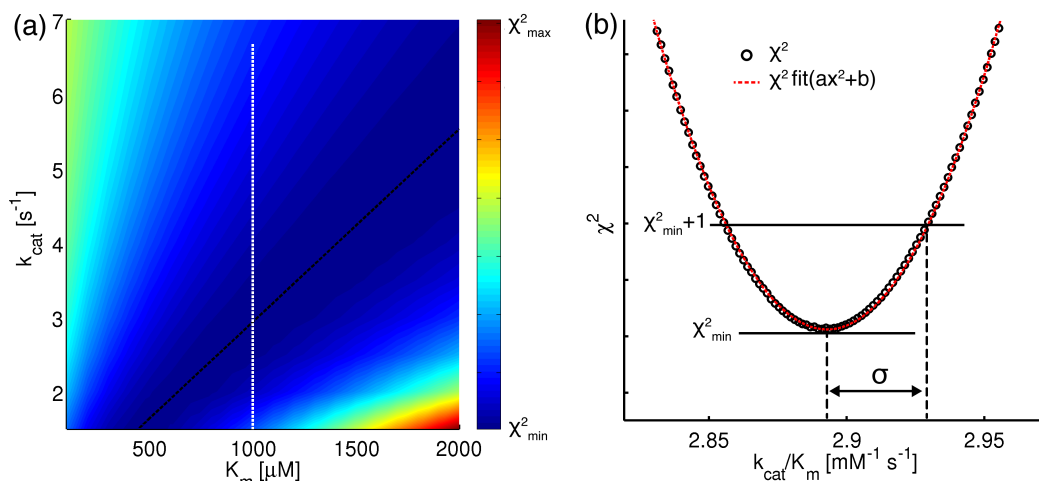 (a)
7
6
5
4
3
2
k_cat [s⁻¹]
500
1000
1500
2000
K_m [μM]
χ²_max
χ²_min
(b)
χ²
χ² fit(ax²+b)
χ²
χ²_min+1
χ²_min
σ
2.85
2.9
2.95
k_cat/K_m [mM⁻¹ s⁻¹]